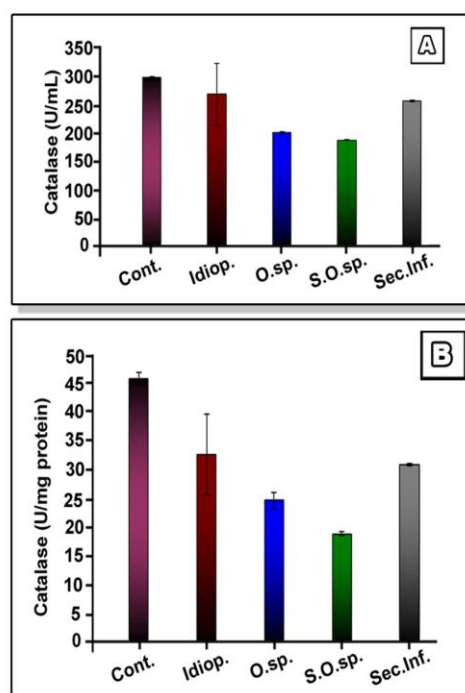 A
Catalase (U/mL)
350
300
250
200
150
100
50
0
Cont.
Idiop.
O.sp.
S.O.sp.
Sec.Inf.
B
Catalase (U/mg protein)
50
45
35
30
25
20
15
10
5
0
Cont.
Idiop.
O.sp.
S.O.sp.
Sec.Inf.